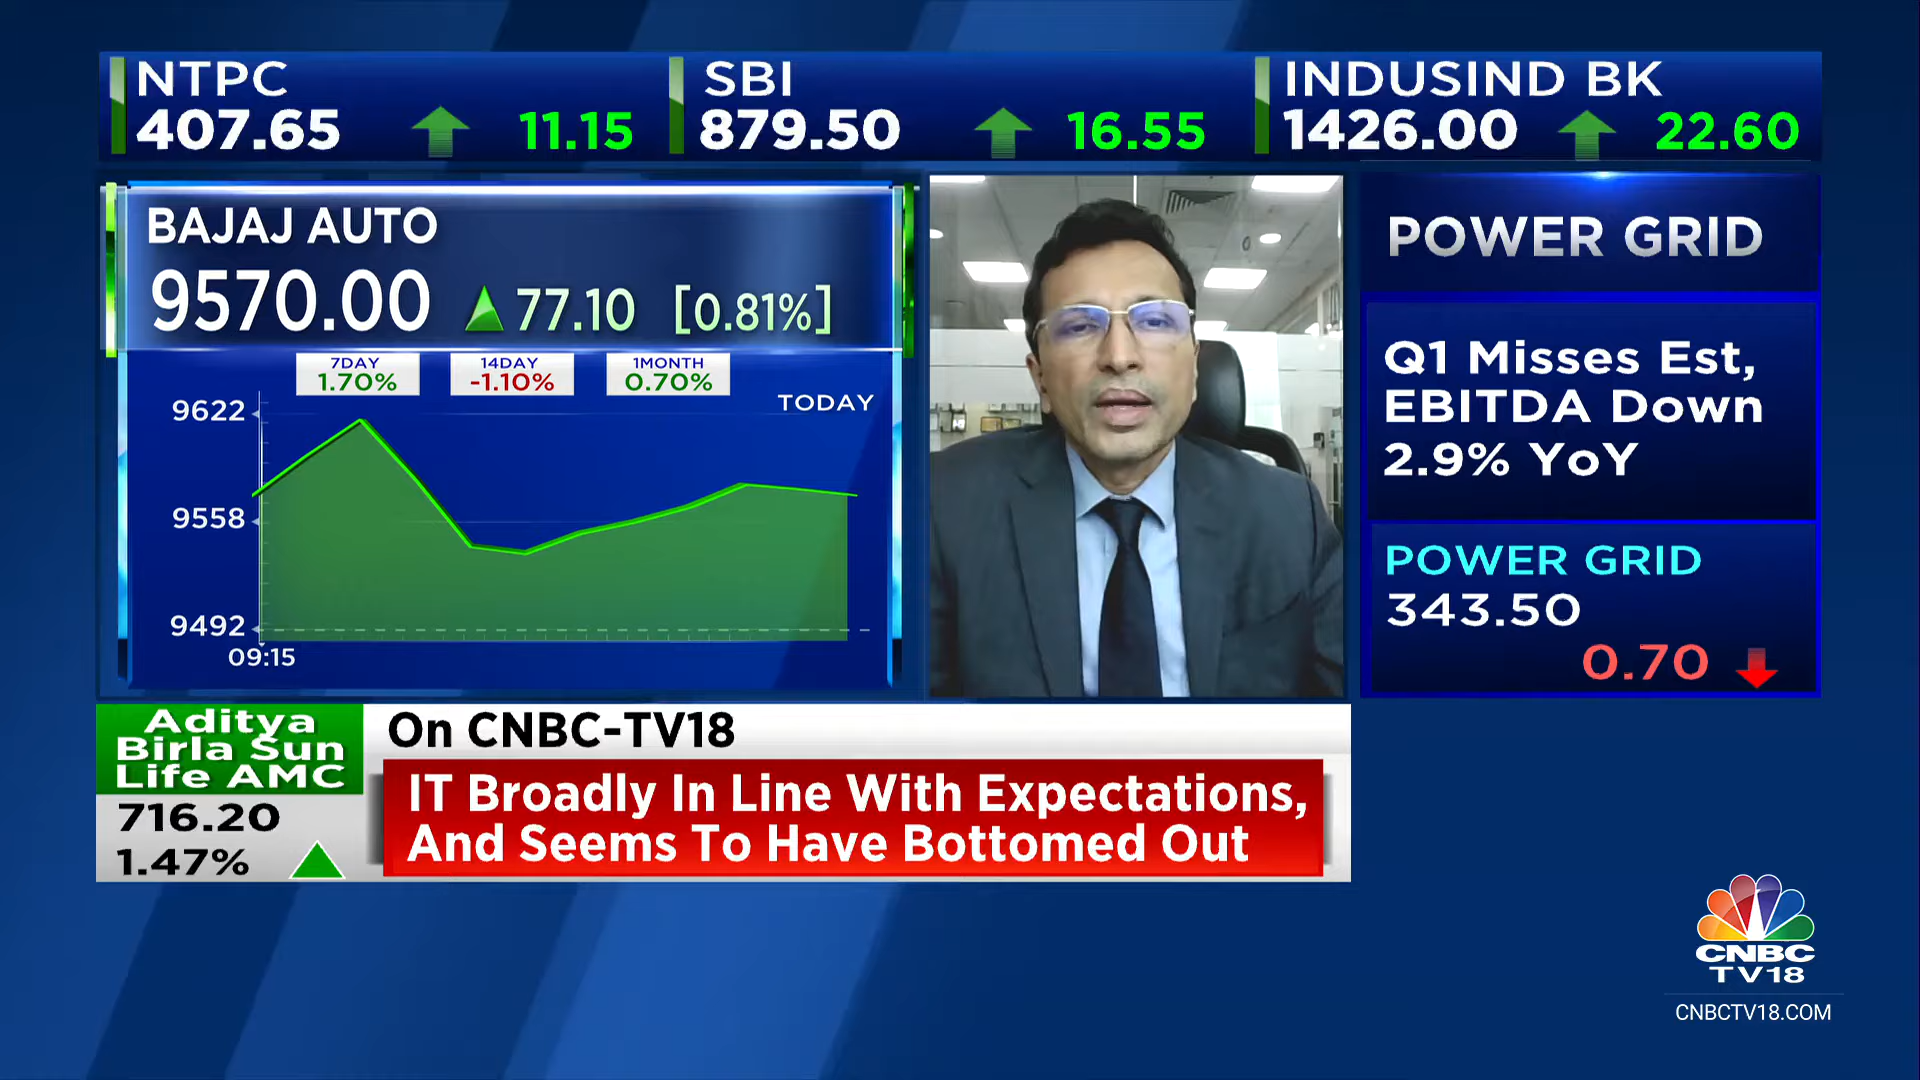 NTPC
407.65 11.15
SBI
879.50 16.55
INDUSIND BK
1426.00 22.60
BAJAJ AUTO
9570.00 77.10 [0.81%]
7DAY
1.70%
14DAY
-1.10%
1MONTH
0.70%
TODAY
9622
9558
9492
09:15
POWER GRID
Q1 Misses Est,
EBITDA Down
2.9% YoY
POWER GRID
343.50
0.70
Aditya
Birla Sun
Life AMC
716.20
1.47%
On CNBC-TV18
IT Broadly In Line With Expectations,
And Seems To Have Bottomed Out
CNBC
TV18
CNBCTV18.COM